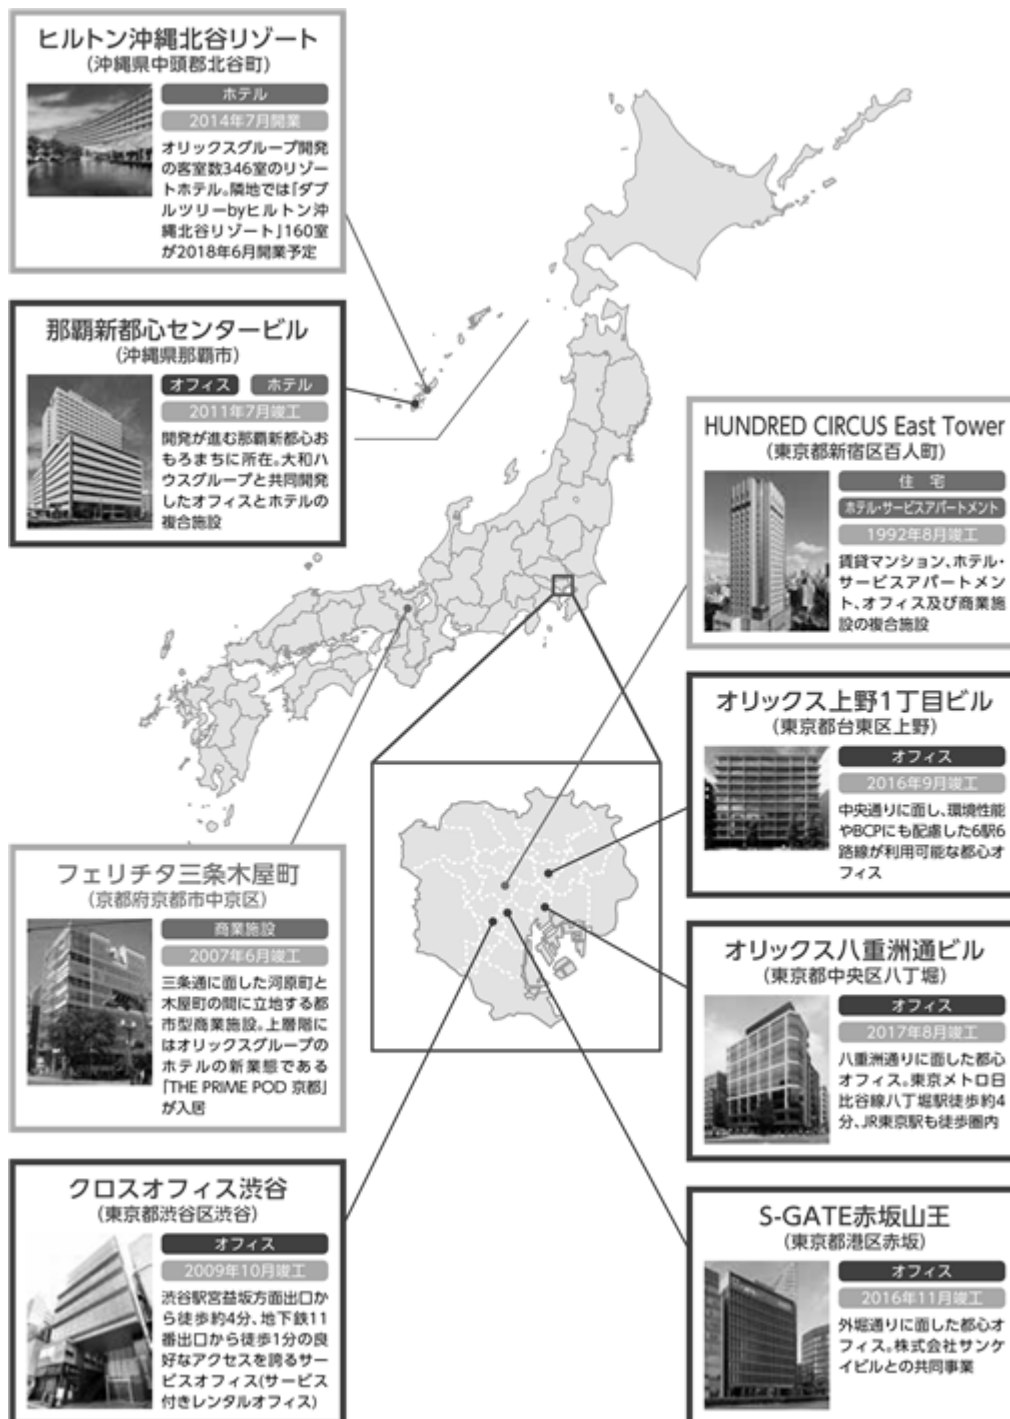 ヒルトン沖縄北谷リゾート
(沖縄県中頭郡北谷町)
ホテル
2014年7月開業
オリックスグループ開発
の客室数346室のリゾー
トホテル。隣地では「ダブ
ルツリーbyヒルトン沖
縄北谷リゾート」160室
が2018年6月開業予定
那覇新都心センタービル
(沖縄県那覇市)
オフィス ホテル
2011年7月竣工
開発が進む那覇新都心お
もろまちに所在。大和ハ
ウスグループと共同開発
したオフィスとホテルの
複合施設
フェリチタ三条木屋町
(京都府京都市中京区)
商業施設
2007年6月竣工
三条通に面した河原町と
木屋町の間に立地する都
市型商業施設。上層階に
はオリックスグループの
ホテルの新業態である
「THE PRIME POD 京都」
が入居
クロスオフィス渋谷
(東京都渋谷区渋谷)
オフィス
2009年10月竣工
渋谷駅宮益坂方面出口か
ら徒歩約4分、地下鉄11
番出口から徒歩1分の良
好なアクセスを誇るサー
ビスオフィス(サービス
付きレンタルオフィス)
HUNDRED CIRCUS East Tower
(東京都新宿区百人町)
住 宅
ホテル・サービスアパートメント
1992年8月竣工
賃貸マンション、ホテル・
サービスアパートメン
ト、オフィス及び商業施
設の複合施設
オリックス上野1丁目ビル
(東京都台東区上野)
オフィス
2016年9月竣工
中央通りに面し、環境性能
やBCPにも配慮した6駅6
路線が利用可能な都心オ
フィス
オリックス八重洲通ビル
(東京都中央区八丁堀)
オフィス
2017年8月竣工
八重洲通りに面した都心
オフィス。東京メトロ日
比谷線八丁堀駅徒歩約4
分、JR東京駅も徒歩圏内
S-GATE赤坂山王
(東京都港区赤坂)
オフィス
2016年11月竣工
外堀通りに面した都心オ
フィス。株式会社サンケ
イビルとの共同事業